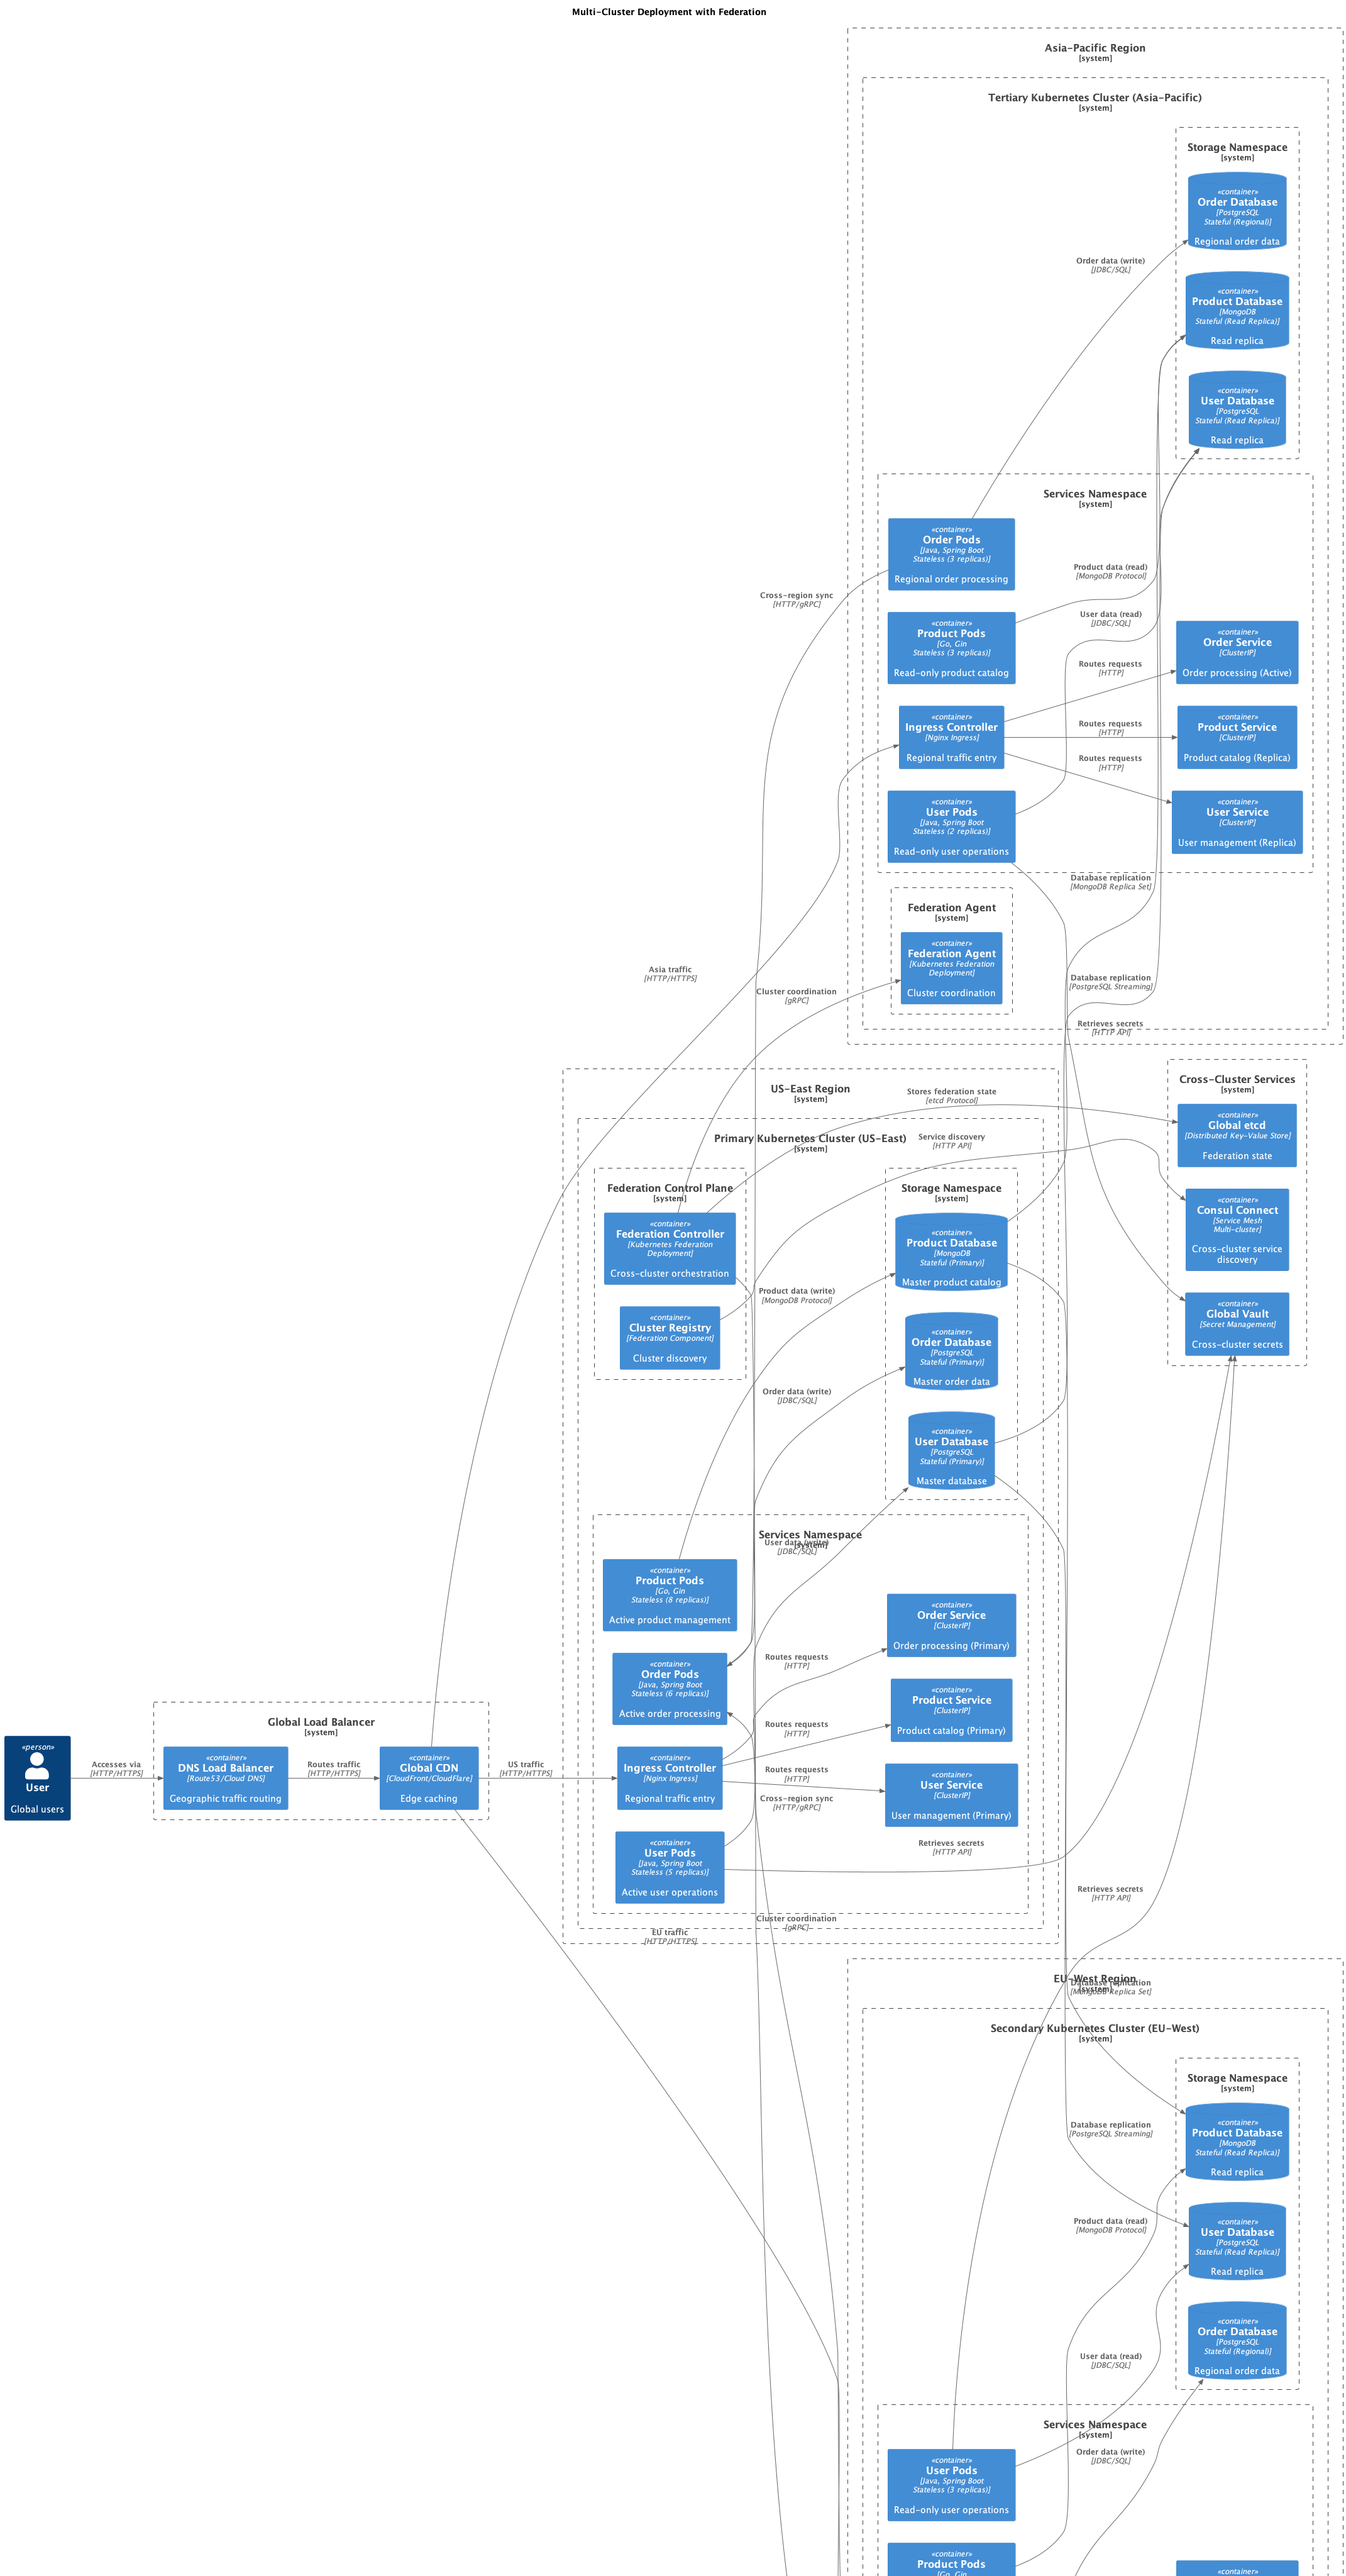 Multi-Cluster Deployment with Federation
Asia-Pacific Region
[system]
Tertiary Kubernetes Cluster (Asia-Pacific)
[system]
Storage Namespace
[system]
«container»
Order Database
[PostgreSQL
Stateful (Regional)]
Regional order data
«container»
Product Database
[MongoDB
Stateful (Read Replica)]
Read replica
«container»
User Database
[PostgreSQL
Stateful (Read Replica)]
Read replica
Order data (write)
[JDBC/SQL]
Services Namespace
[system]
«container»
Order Pods
[Java, Spring Boot
Stateless (3 replicas)]
Regional order processing
Cross-region sync
[HTTP/gRPC]
Product data (read)
[MongoDB Protocol]
User data (read)
[JDBC/SQL]
«container»
Product Pods
[Go, Gin
Stateless (3 replicas)]
Read-only product catalog
«container»
Order Service
[ClusterIP]
Order processing (Active)
Routes requests
[HTTP]
«container»
Ingress Controller
[Nginx Ingress]
Regional traffic entry
Routes requests
[HTTP]
«container»
Product Service
[ClusterIP]
Product catalog (Replica)
Routes requests
[HTTP]
«container»
User Pods
[Java, Spring Boot
Stateless (2 replicas)]
Read-only user operations
«container»
User Service
[ClusterIP]
User management (Replica)
Database replication
[MongoDB Replica Set]
Federation Agent
[system]
«container»
Federation Agent
[Kubernetes Federation
Deployment]
Cluster coordination
Asia traffic
[HTTP/HTTPS]
Cluster coordination
[gRPC]
Database replication
[PostgreSQL Streaming]
Retrieves secrets
[HTTP API]
Cross-Cluster Services
[system]
«container»
Global etcd
[Distributed Key-Value Store]
Federation state
«container»
Consul Connect
[Service Mesh
Multi-cluster]
Cross-cluster service
discovery
«container»
Global Vault
[Secret Management]
Cross-cluster secrets
US-East Region
[system]
Stores federation state
[etcd Protocol]
Primary Kubernetes Cluster (US-East)
[system]
Service discovery
[HTTP API]
Federation Control Plane
[system]
«container»
Federation Controller
[Kubernetes Federation
Deployment]
Cross-cluster orchestration
«container»
Cluster Registry
[Federation Component]
Cluster discovery
Storage Namespace
[system]
«container»
Product Database
[MongoDB
Stateful (Primary)]
Master product catalog
«container»
Order Database
[PostgreSQL
Stateful (Primary)]
Master order data
«container»
User Database
[PostgreSQL
Stateful (Primary)]
Master database
Product data (write)
[MongoDB Protocol]
Order data (write)
[JDBC/SQL]
Services Namespace
[system]
User data (write)
[JDBC/SQL]
«container»
Product Pods
[Go, Gin
Stateless (8 replicas)]
Active product management
«container»
Order Pods
[Java, Spring Boot
Stateless (6 replicas)]
Active order processing
«container»
Order Service
[ClusterIP]
Order processing (Primary)
Routes requests
[HTTP]
«container»
Product Service
[ClusterIP]
Product catalog (Primary)
Routes requests
[HTTP]
«container»
Ingress Controller
[Nginx Ingress]
Regional traffic entry
Routes requests
[HTTP]
«container»
User Service
[ClusterIP]
User management (Primary)
Cross-region sync
[HTTP/gRPC]
«container»
User Pods
[Java, Spring Boot
Stateless (5 replicas)]
Active user operations
Retrieves secrets
[HTTP API]
Cluster coordination
[gRPC]
«person»
User
Global users
Accesses via
[HTTP/HTTPS]
Global Load Balancer
[system]
«container»
DNS Load Balancer
[Route53/Cloud DNS]
Geographic traffic routing
Routes traffic
[HTTP/HTTPS]
«container»
Global CDN
[CloudFront/CloudFlare]
Edge caching
US traffic
[HTTP/HTTPS]
EU traffic
[HTTP/HTTPS]
Retrieves secrets
[HTTP API]
EU-West Region
[system]
Database replication
[MongoDB Replica Set]
Secondary Kubernetes Cluster (EU-West)
[system]
Storage Namespace
[system]
«container»
Product Database
[MongoDB
Stateful (Read Replica)]
Read replica
«container»
User Database
[PostgreSQL
Stateful (Read Replica)]
Read replica
«container»
Order Database
[PostgreSQL
Stateful (Regional)]
Regional order data
Database replication
[PostgreSQL Streaming]
Product data (read)
[MongoDB Protocol]
User data (read)
[JDBC/SQL]
Services Namespace
[system]
Order data (write)
[JDBC/SQL]
«container»
User Pods
[Java, Spring Boot
Stateless (3 replicas)]
Read-only user operations
«container»
Product Pods
[Go, Gin
«container»